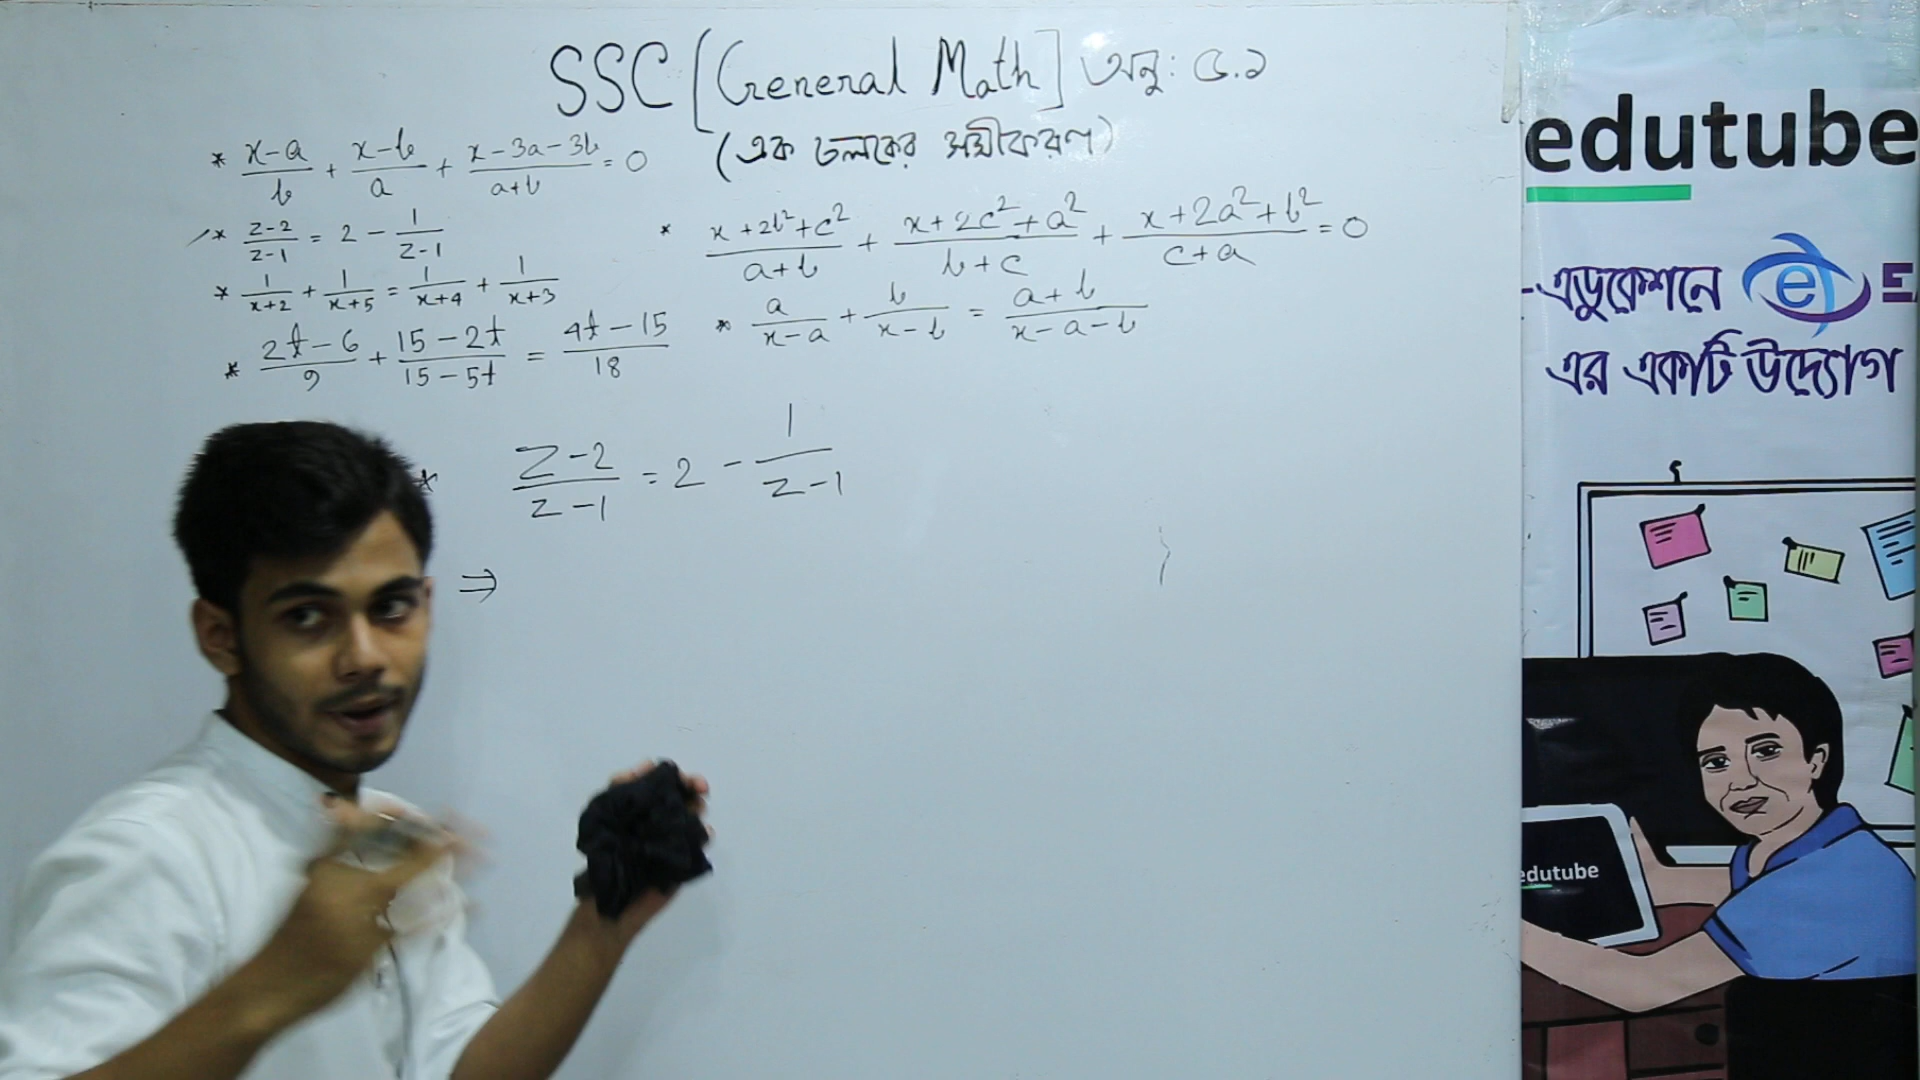 SSC [General Math] অনু: ৫.১
(এক চলকের সমীকরণ)
* (x-a)/b + (x-b)/a + (x-3a-3b)/(a+b) = 0
* (z-2)/(z-1) = 2 - 1/(z-1)
* 1/(x+2) + 1/(x+5) = 1/(x+4) + 1/(x+3)
* (2t-6)/9 + (15-2t)/(15-5t) = (4t-15)/18
* (x+2b²+c²)/(a+b) + (x+2c²+a²)/(b+c) + (x+2a²+b²)/(c+a) = 0
* a/(x-a) + b/(x-b) = (a+b)/(x-a-b)
* (z-2)/(z-1) = 2 - 1/(z-1)
⇒
edutube
-এডুকেশনে e E
এর একটি উদ্যোগ
edutube